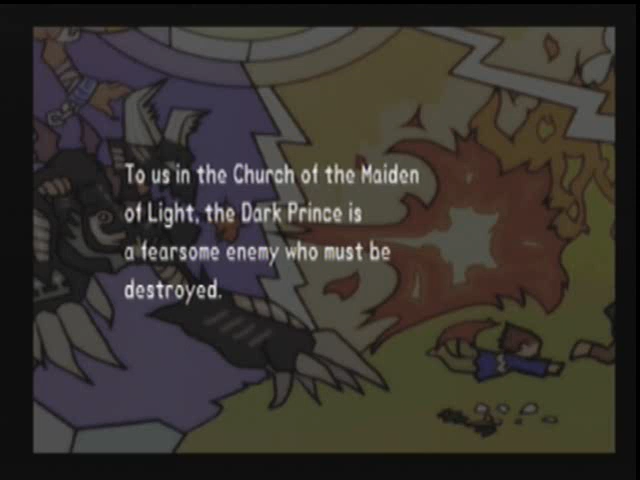 To us in the Church of the Maiden
of Light, the Dark Prince is
a fearsome enemy who must be
destroyed.